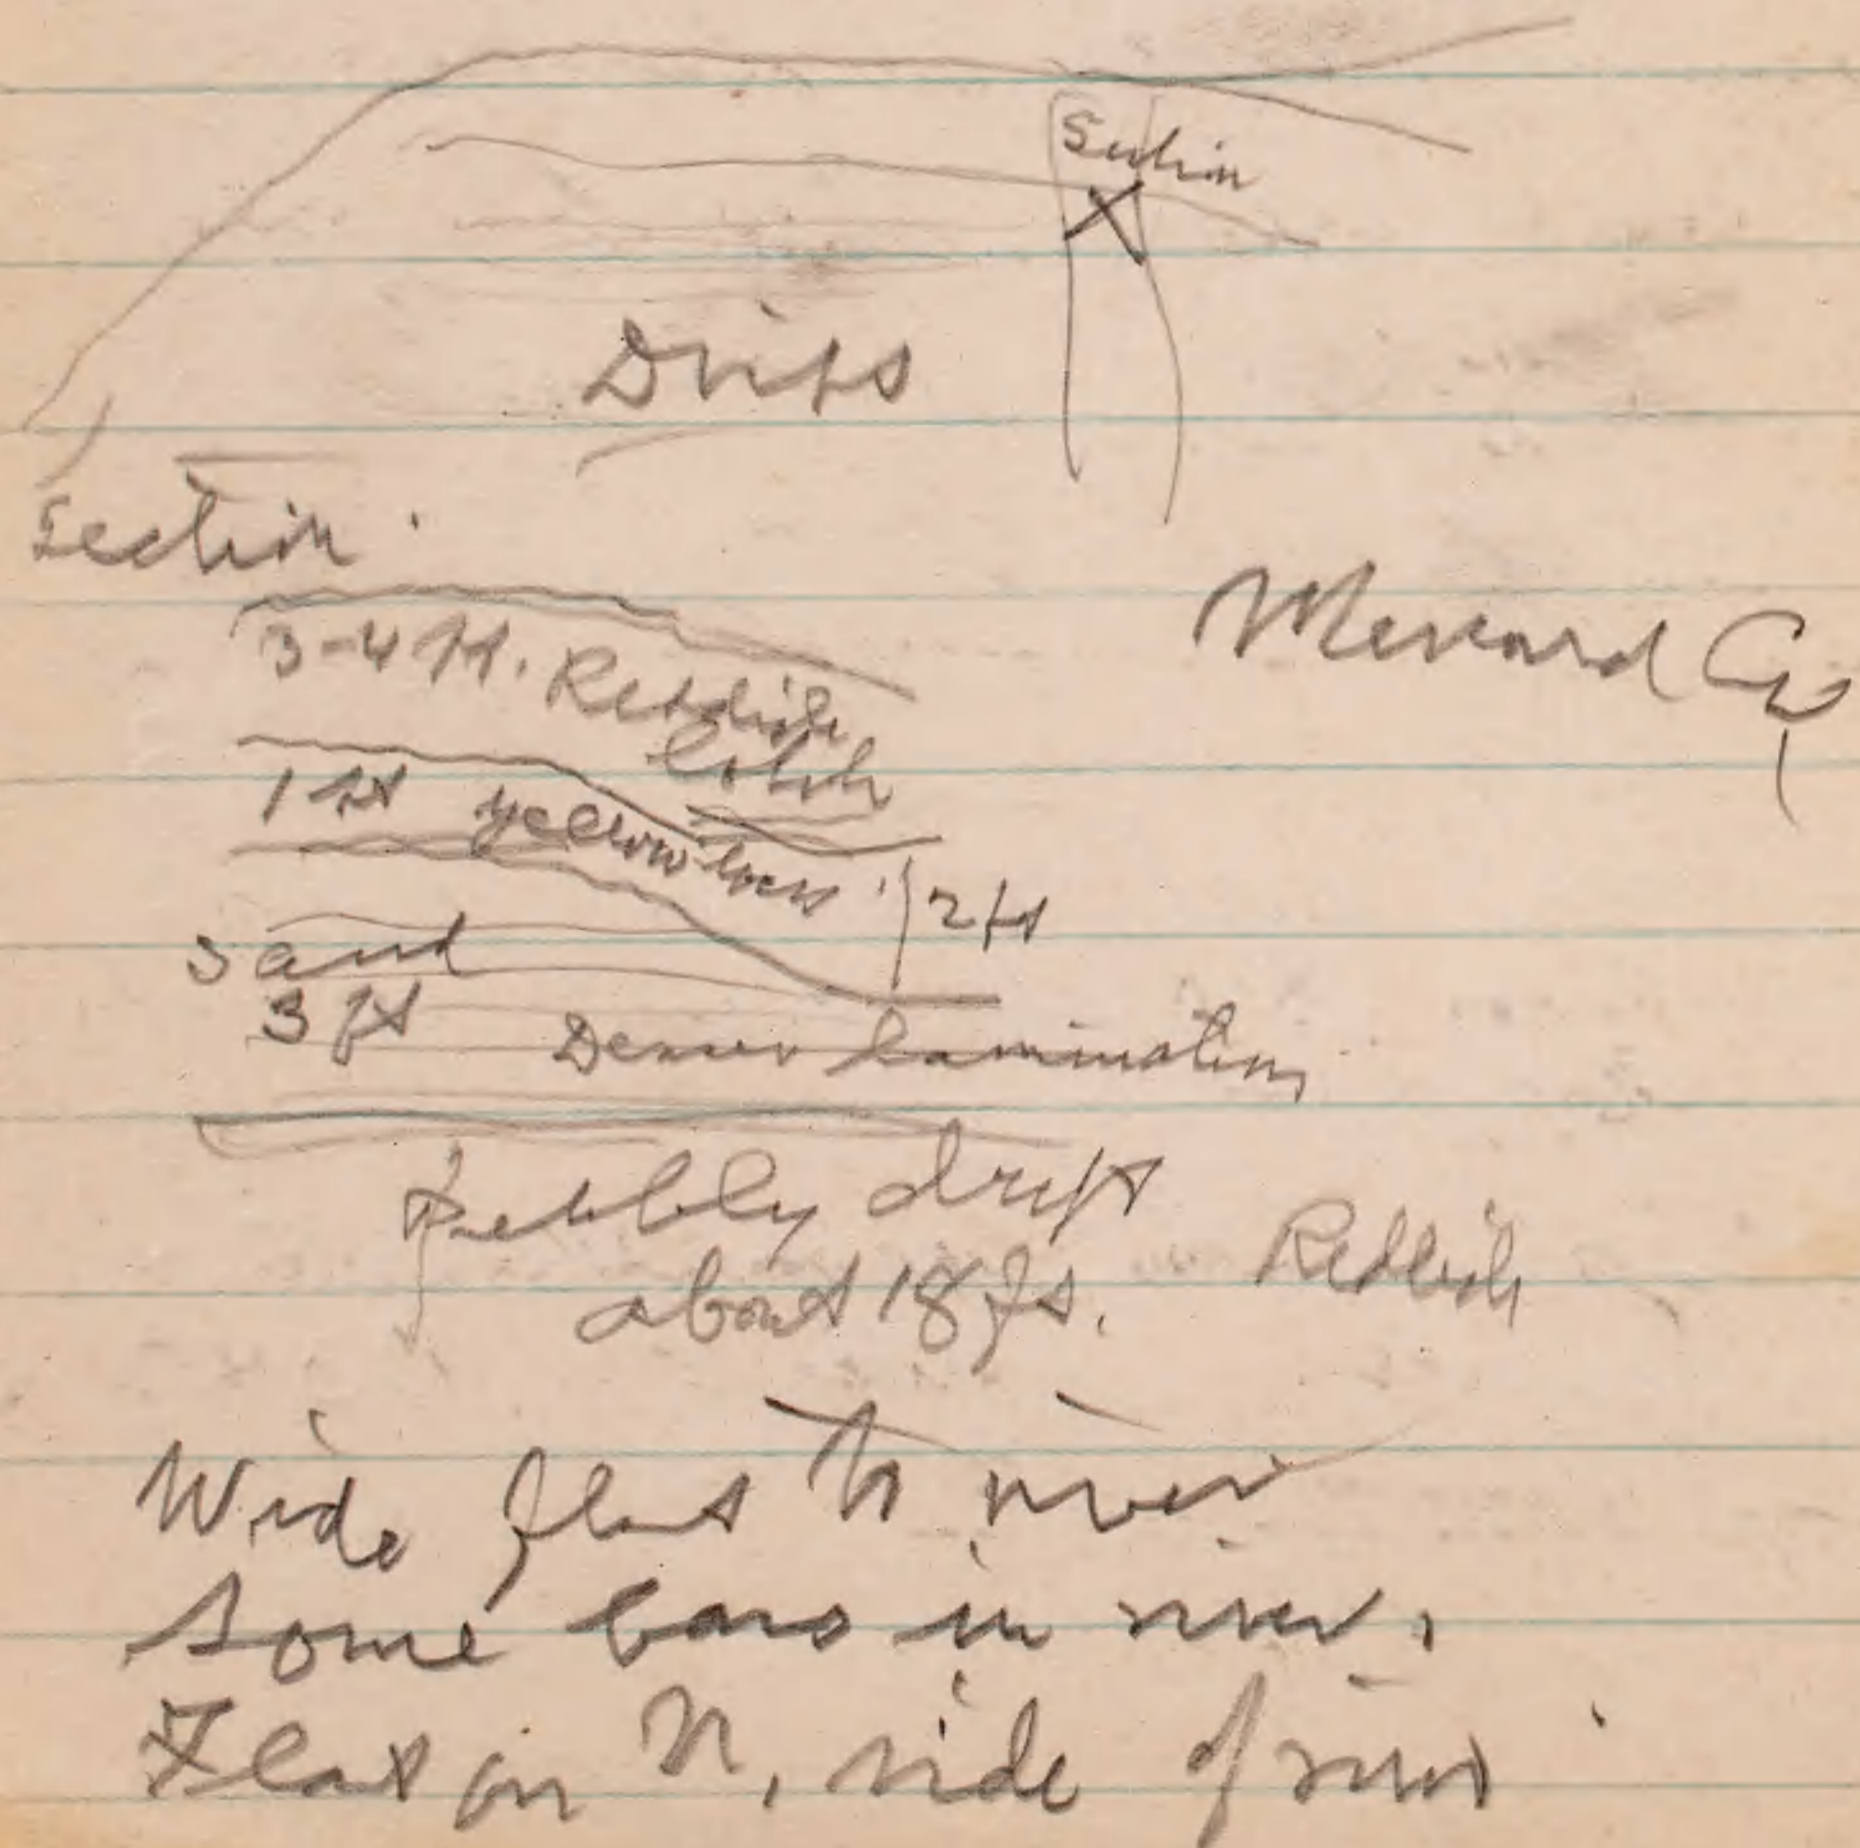 Section
Drift
Section.
Menard Co
3-4 ft. Reddish
1 ft yellow loess.
2 ft
Sand
3 ft Denser lamination
Pebbly drift
about 18 ft. Reddish
Wide flat to river
Some bars in river.
Flat on N. side of river